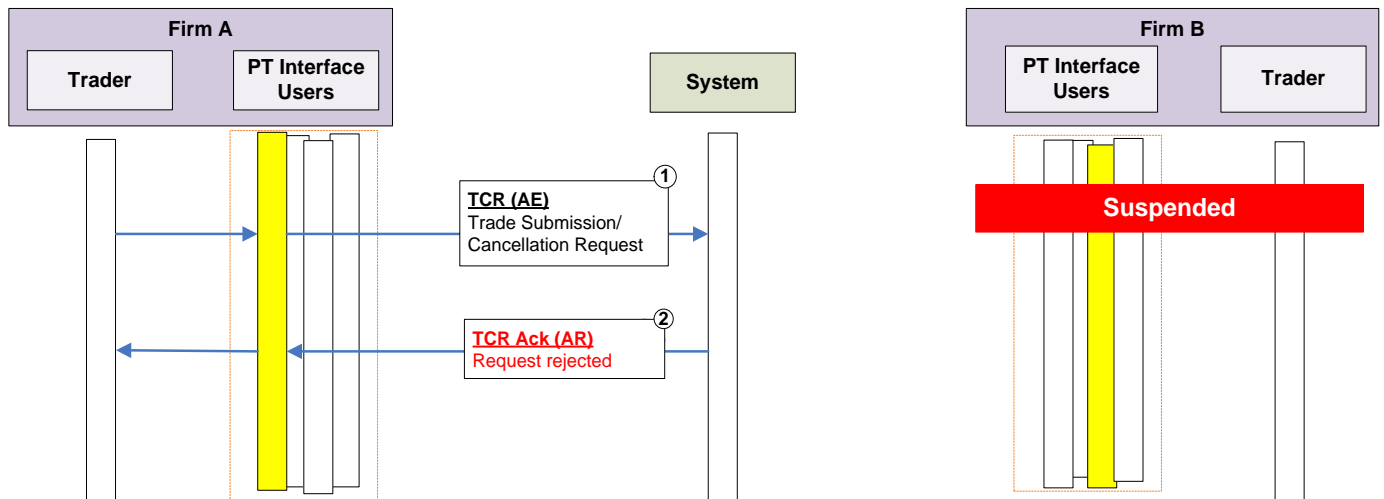 Firm A
Trader
PT Interface
Users
System
Firm B
PT Interface
Users
Trader
1
TCR (AE)
Trade Submission/
Cancellation Request
Suspended
2
TCR Ack (AR)
Request rejected